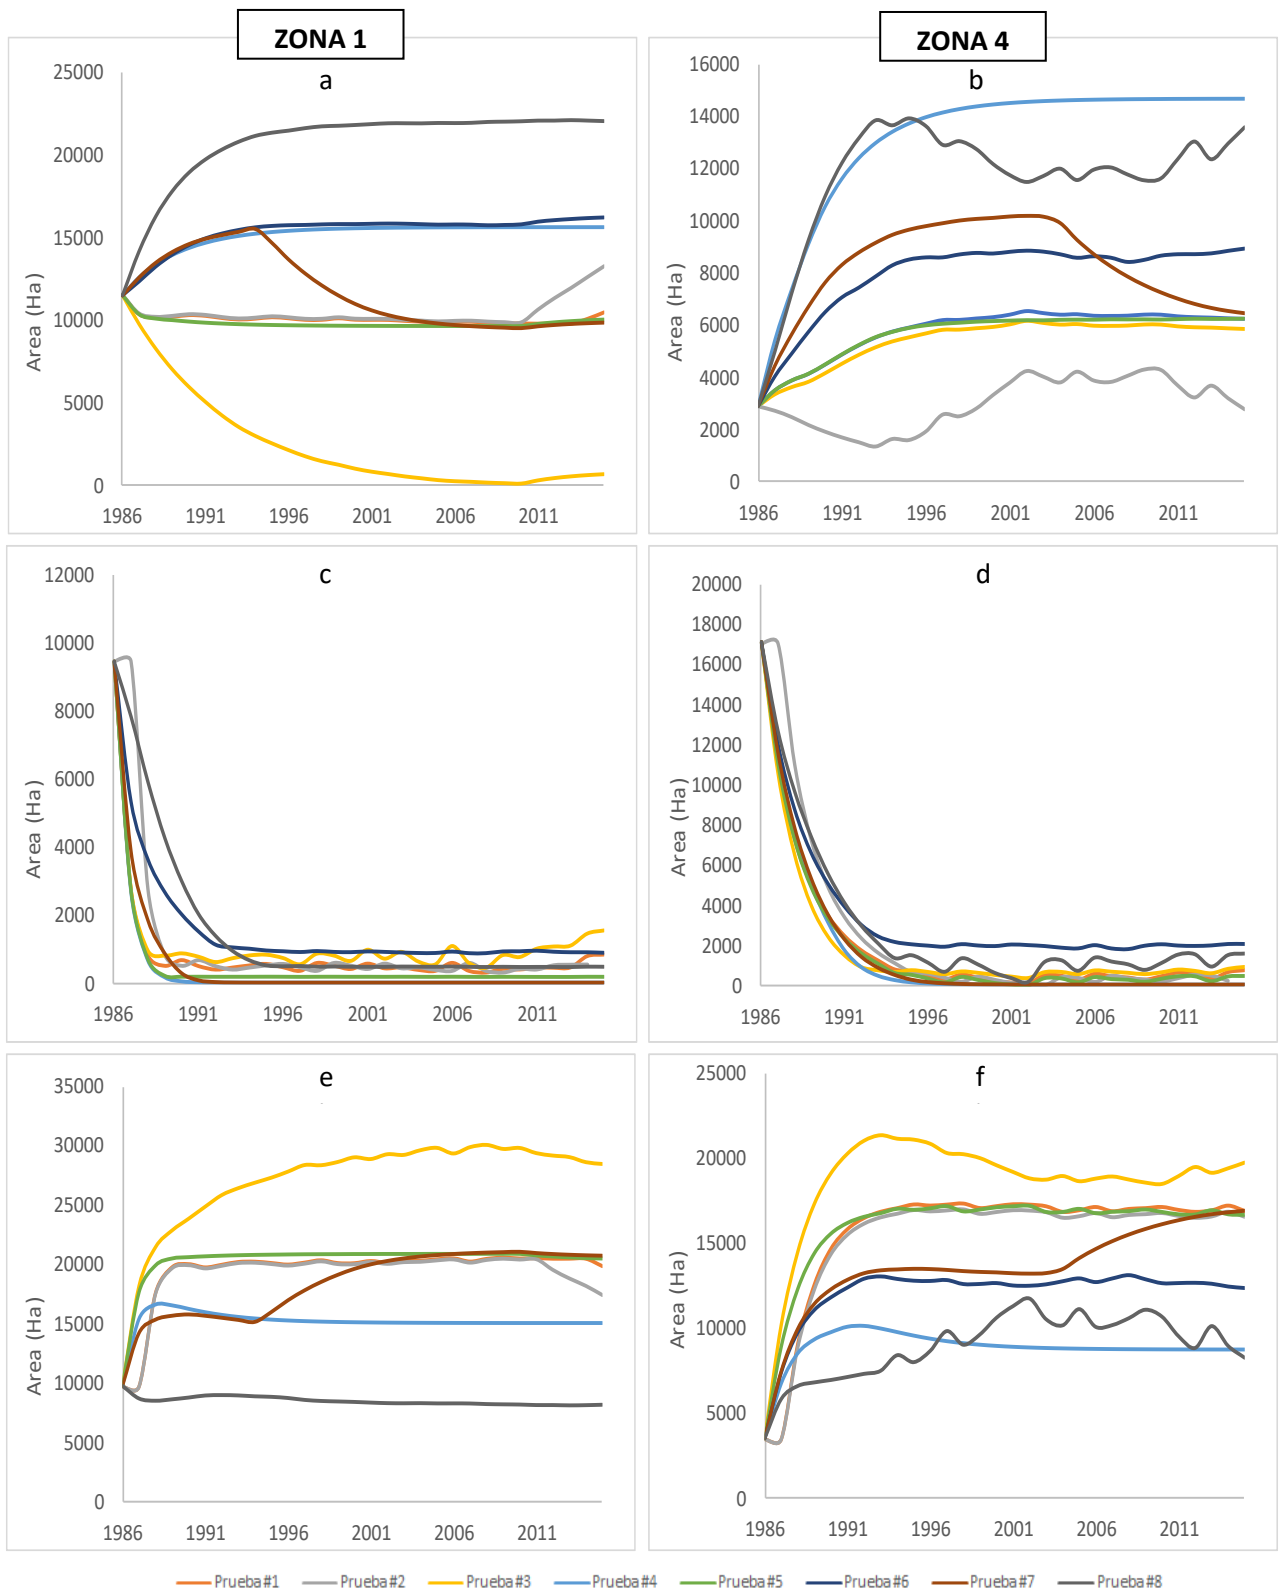 ZONA 1
ZONA 4
a
25000
20000
15000
10000
5000
0
Area (Ha)
1986 1991 1996 2001 2006 2011
b
16000
14000
12000
10000
8000
6000
4000
2000
0
Area (Ha)
1986 1991 1996 2001 2006 2011
c
12000
10000
8000
6000
4000
2000
0
Area (Ha)
1986 1991 1996 2001 2006 2011
d
20000
18000
16000
14000
12000
10000
8000
6000
4000
2000
0
Area (Ha)
1986 1991 1996 2001 2006 2011
e
35000
30000
25000
20000
15000
10000
5000
0
Area (Ha)
1986 1991 1996 2001 2006 2011
f
25000
20000
15000
10000
5000
0
Area (Ha)
1986 1991 1996 2001 2006 2011
Prueba#1 Prueba#2 Prueba#3 Prueba#4 Prueba#5 Prueba#6 Prueba#7 Prueba#8